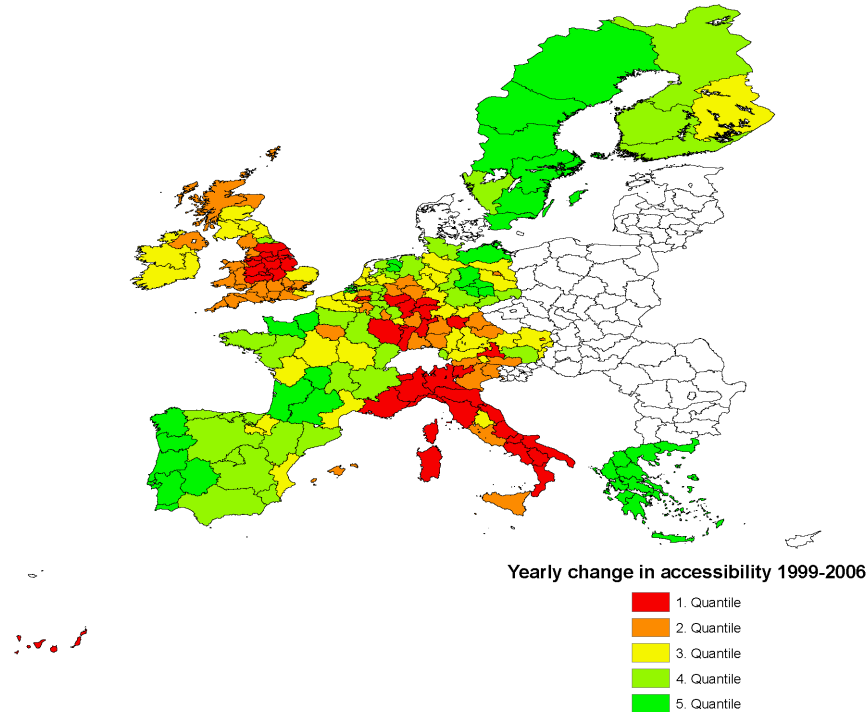 Yearly change in accessibility 1999-2006
1. Quantile
2. Quantile
3. Quantile
4. Quantile
5. Quantile